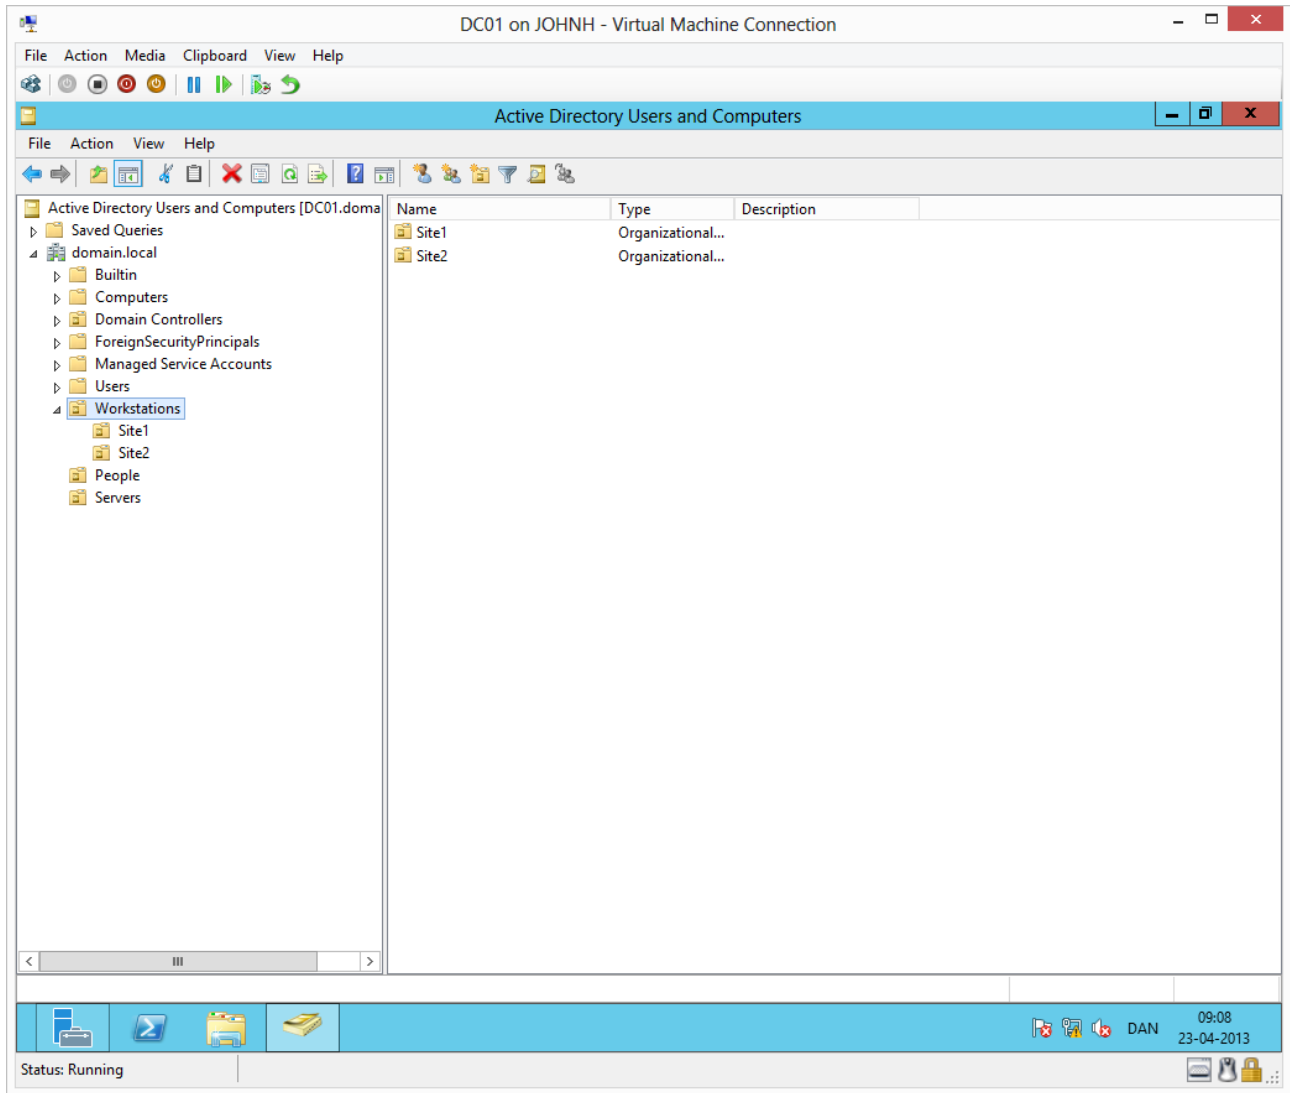 DC01 on JOHNH - Virtual Machine Connection
File Action Media Clipboard View Help
Active Directory Users and Computers
File Action View Help
Active Directory Users and Computers [DC01.doma
Saved Queries
domain.local
Builtin
Computers
Domain Controllers
ForeignSecurityPrincipals
Managed Service Accounts
Users
Workstations
Site1
Site2
People
Servers
Name Type Description
Site1 Organizational...
Site2 Organizational...
DAN
09:08
23-04-2013
Status: Running